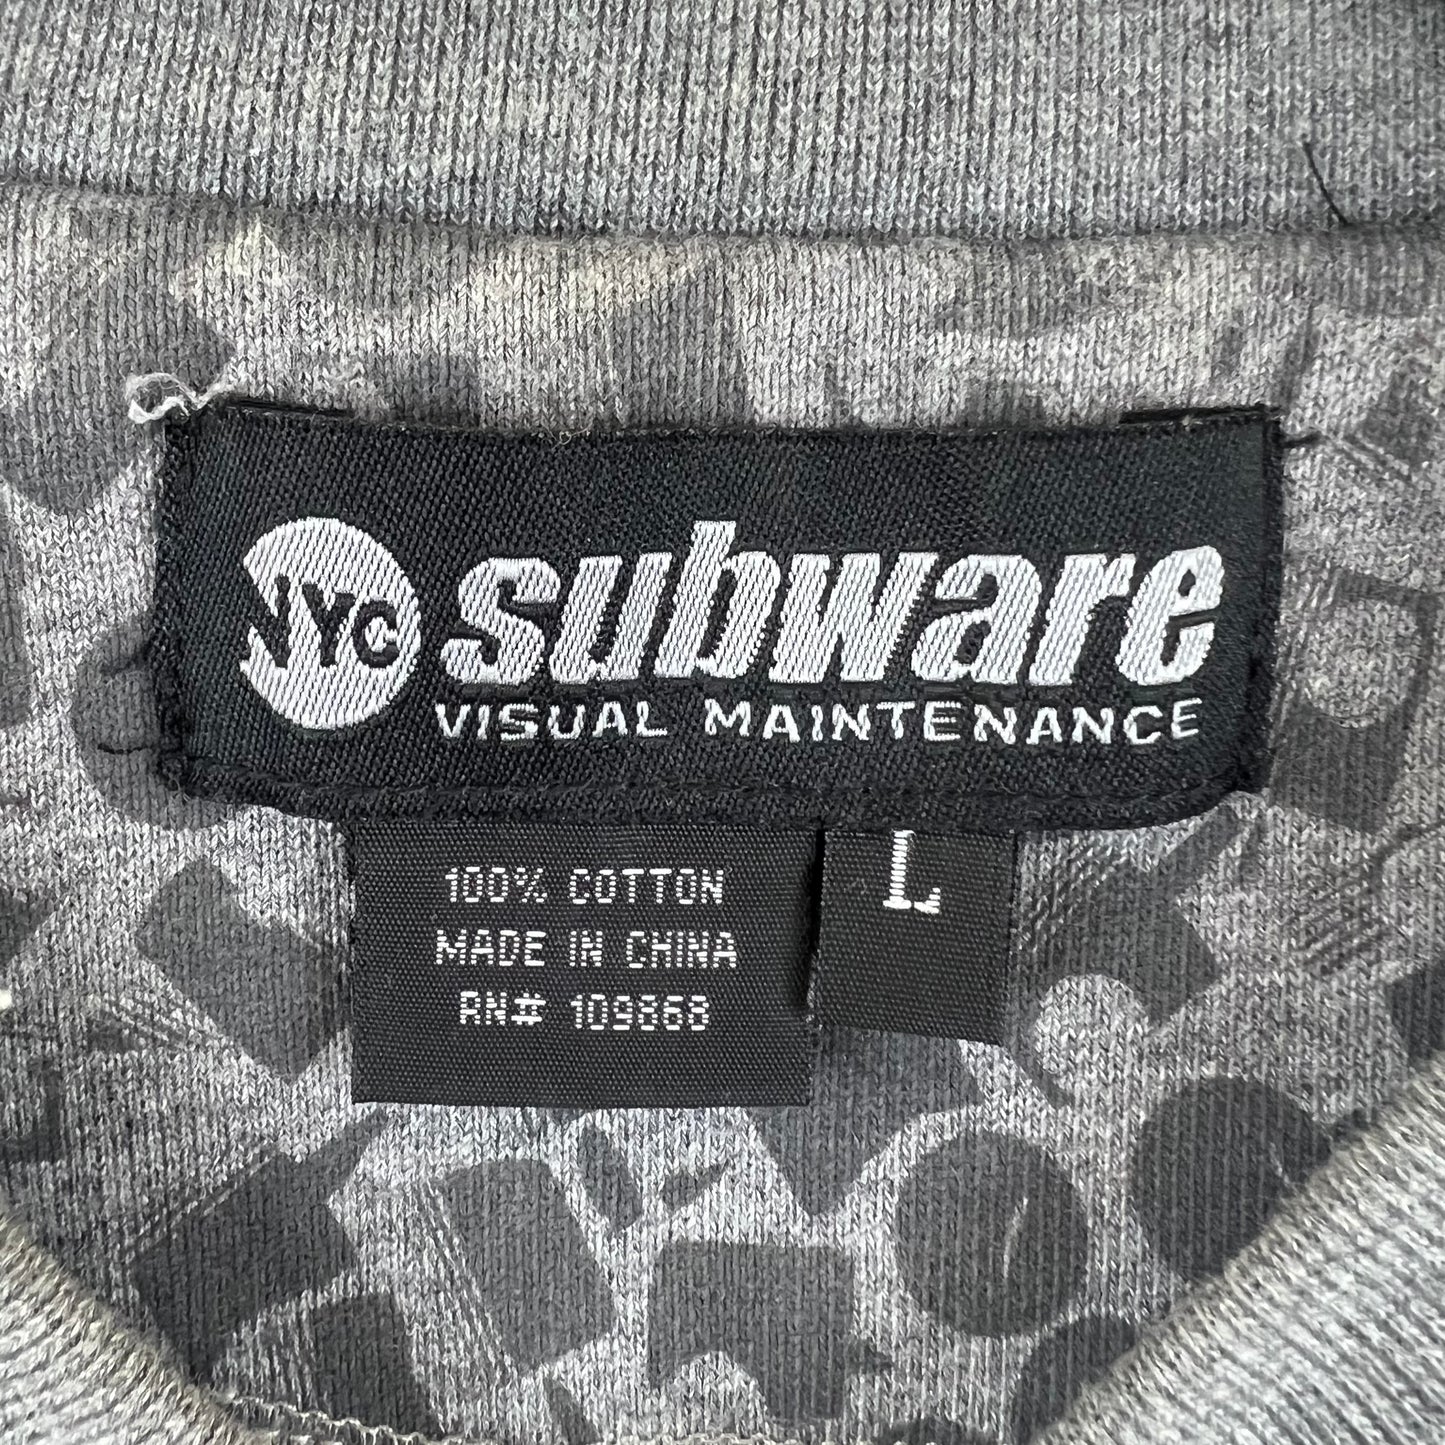 NYC subware
VISUAL MAINTENANCE
100% COTTON
MADE IN CHINA
RN# 109868
L